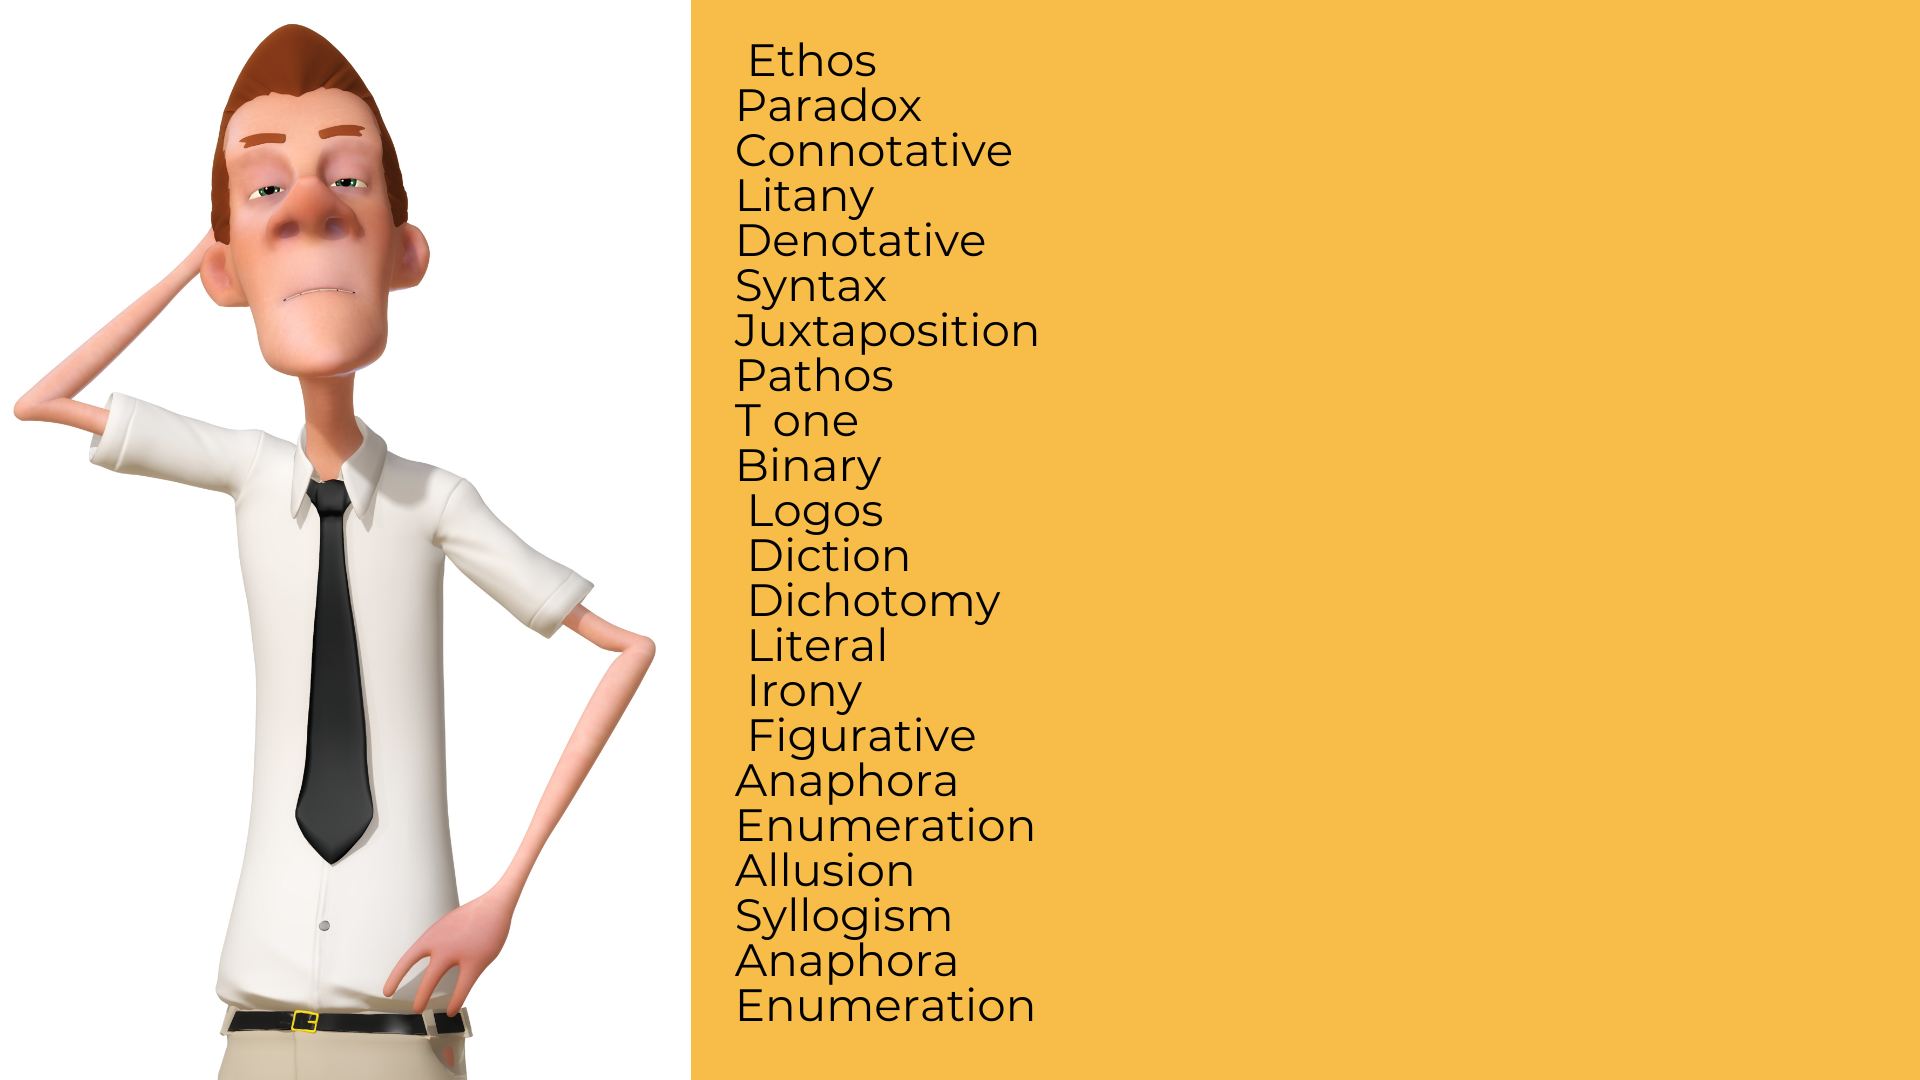 Ethos
Paradox
Connotative
Litany
Denotative
Syntax
Juxtaposition
Pathos
T one
Binary
Logos
Diction
Dichotomy
Literal
Irony
Figurative
Anaphora
Enumeration
Allusion
Syllogism
Anaphora
Enumeration